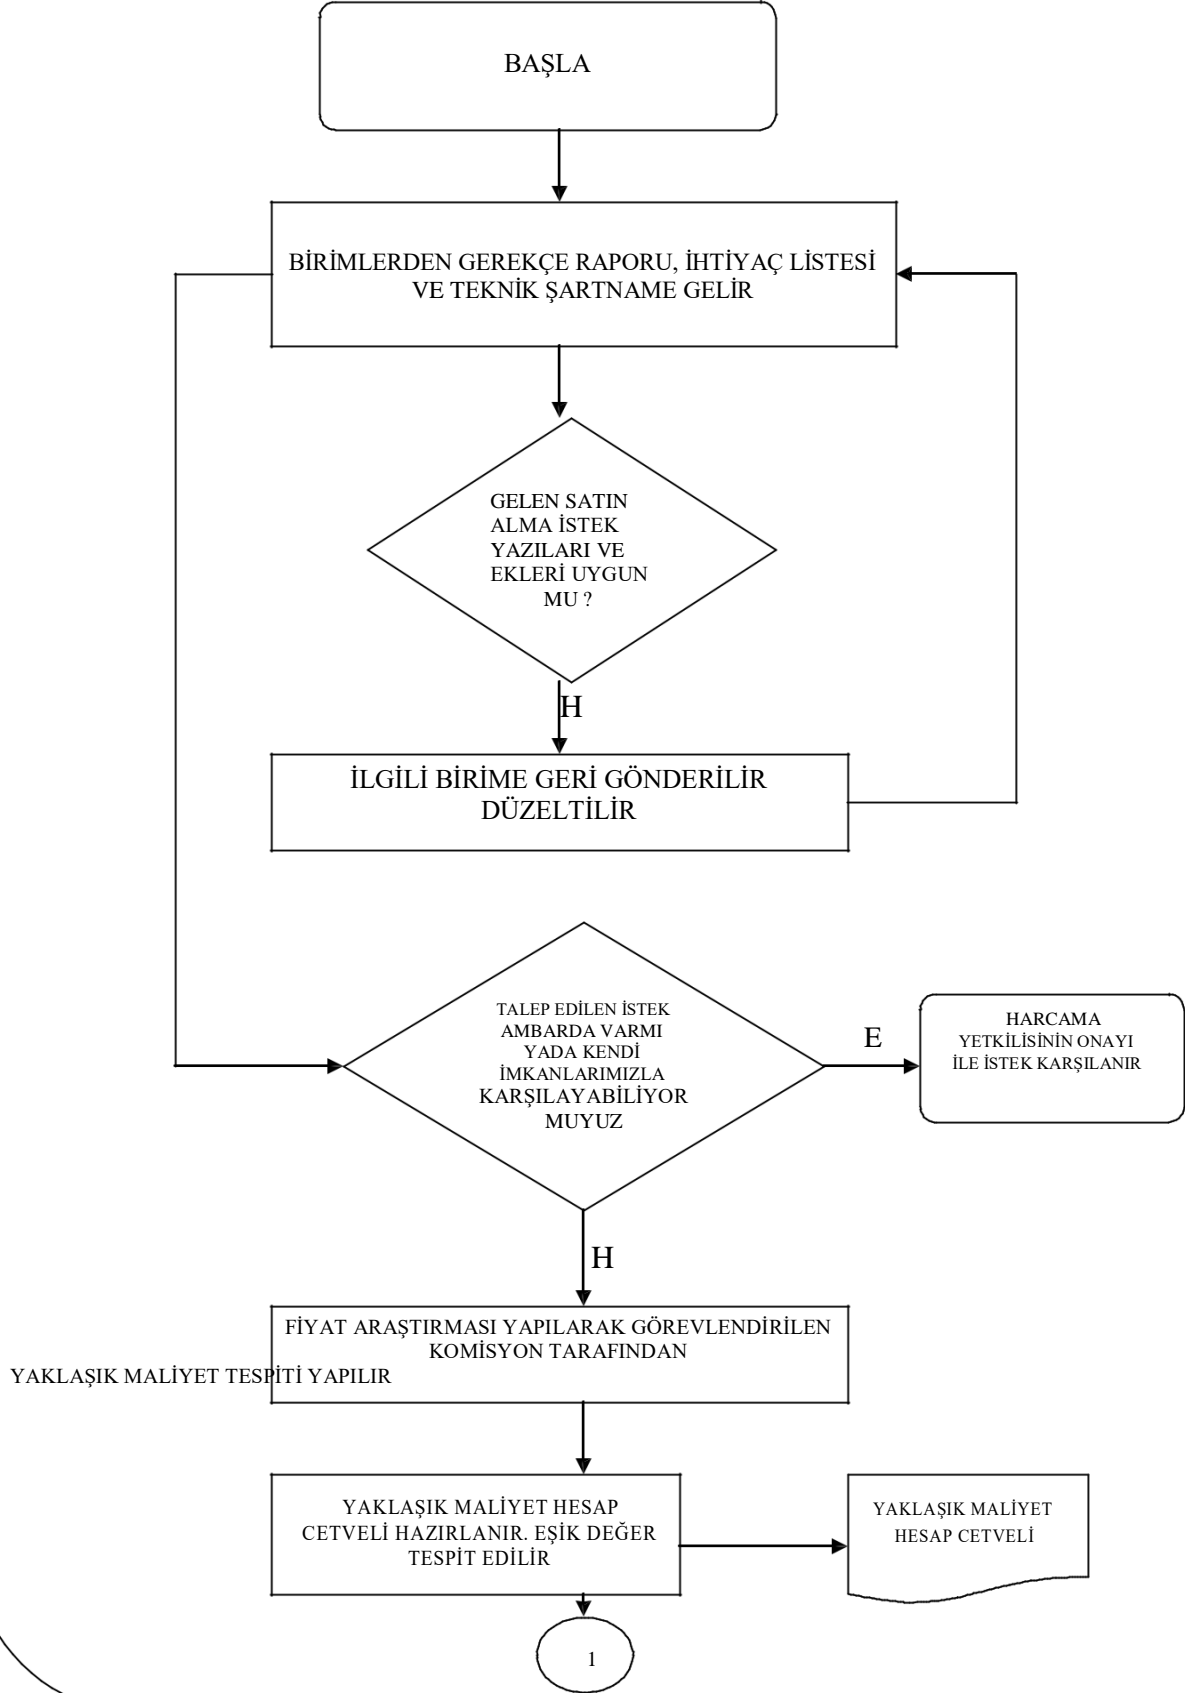 BAŞLA
BİRİMLERDEN GEREKÇE RAPORU, İHTİYAÇ LİSTESİ
VE TEKNİK ŞARTNAME GELİR
GELEN SATIN
ALMA İSTEK
YAZILARI VE
EKLERİ UYGUN
MU ?
H
İLGİLİ BİRİME GERİ GÖNDERİLİR
DÜZELTİLİR
TALEP EDİLEN İSTEK
AMBARDA VARMI
YADA KENDİ
İMKANLARIMIZLA
KARŞILAYABİLİYOR
MUYUZ
E
HARCAMA
YETKİLİSİNİN ONAYI
İLE İSTEK KARŞILANIR
H
FİYAT ARAŞTIRMASI YAPILARAK GÖREVLENDİRİLEN
KOMİSYON TARAFINDAN
YAKLAŞIK MALİYET TESPİTİ YAPILIR
YAKLAŞIK MALİYET HESAP
CETVELİ HAZIRLANIR. EŞİK DEĞER
TESPİT EDİLİR
YAKLAŞIK MALİYET
HESAP CETVELİ
1